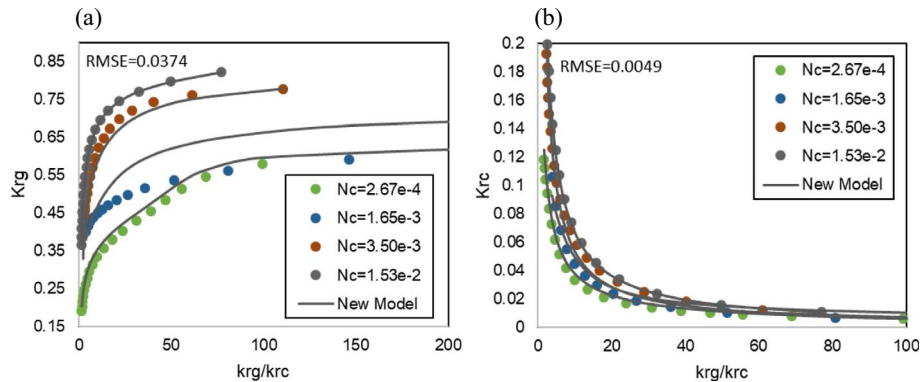 (a)
(b)
RMSE=0.0374
Krg
0.95
0.85
0.75
0.65
0.55
0.45
0.35
0.25
0.15
Nc=2.67e-4
Nc=1.65e-3
Nc=3.50e-3
Nc=1.53e-2
New Model
0
50
100
150
200
krg/krc
RMSE=0.0049
Krc
0.2
0.18
0.16
0.14
0.12
0.1
0.08
0.06
0.04
0.02
0
Nc=2.67e-4
Nc=1.65e-3
Nc=3.50e-3
Nc=1.53e-2
New Model
0
20
40
60
80
100
krg/krc